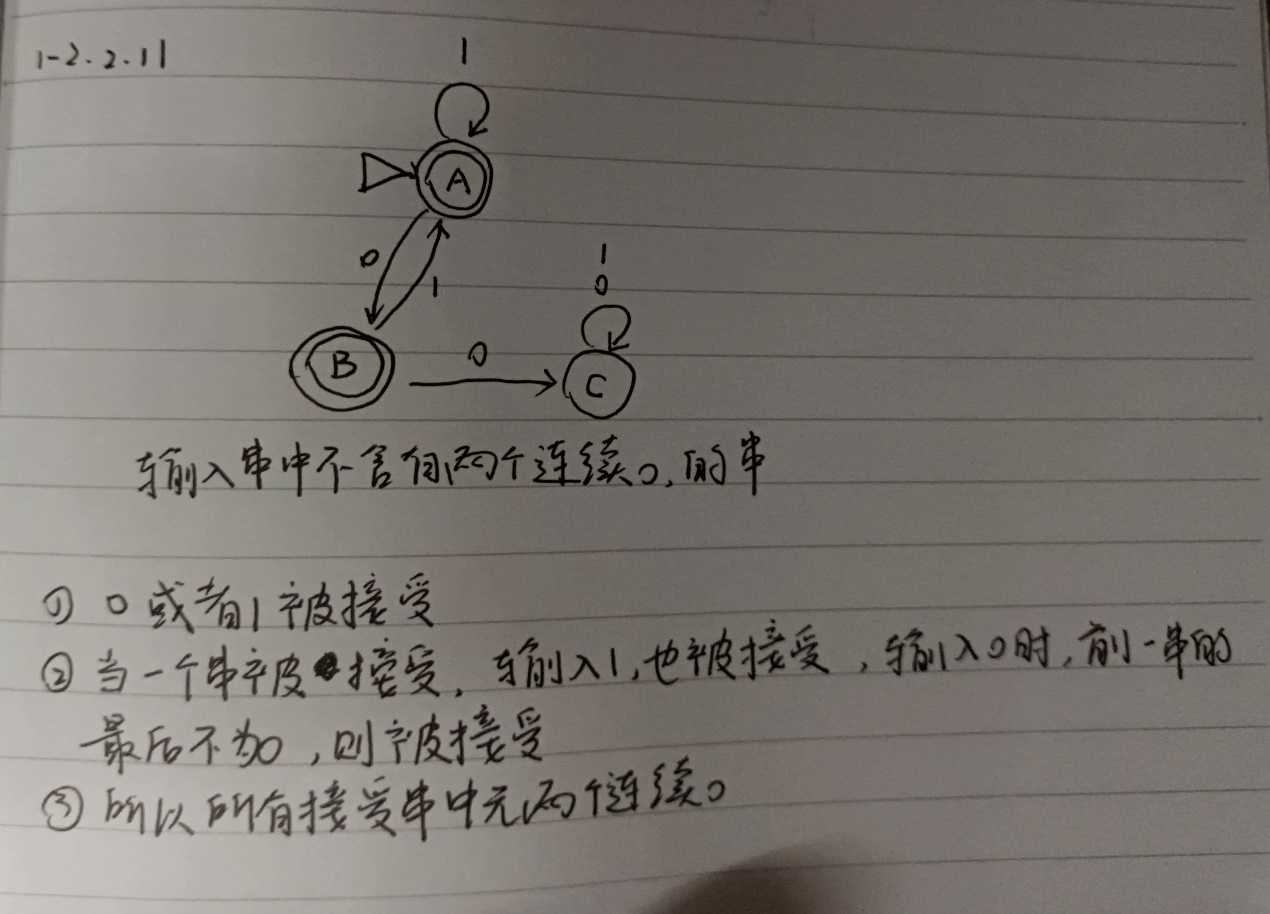 1-2.2.11
1
A
0
1
1
0
B
0
C
输入串中不含有两个连续0,的串
① 0或者1被接受
② 当一个串被接受,输入1,也被接受,输入0时,前一串的
最后不为0,则被接受
③ 所以所有接受串中无两个连续0